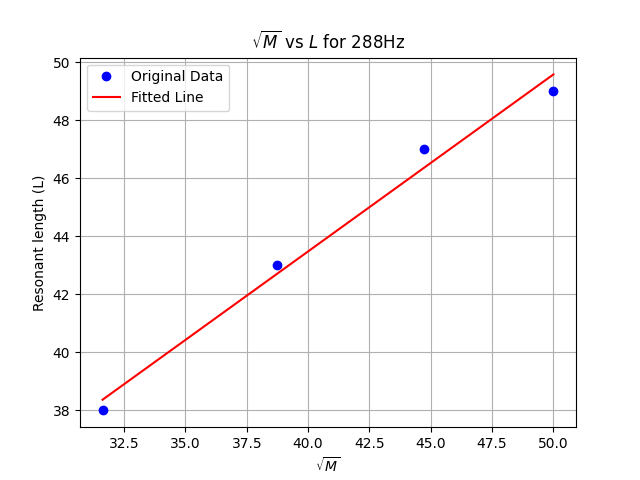 √M vs L for 288Hz
Original Data
Fitted Line
Resonant length (L)
50
48
46
44
42
40
38
32.5 35.0 37.5 40.0 42.5 45.0 47.5 50.0
√M